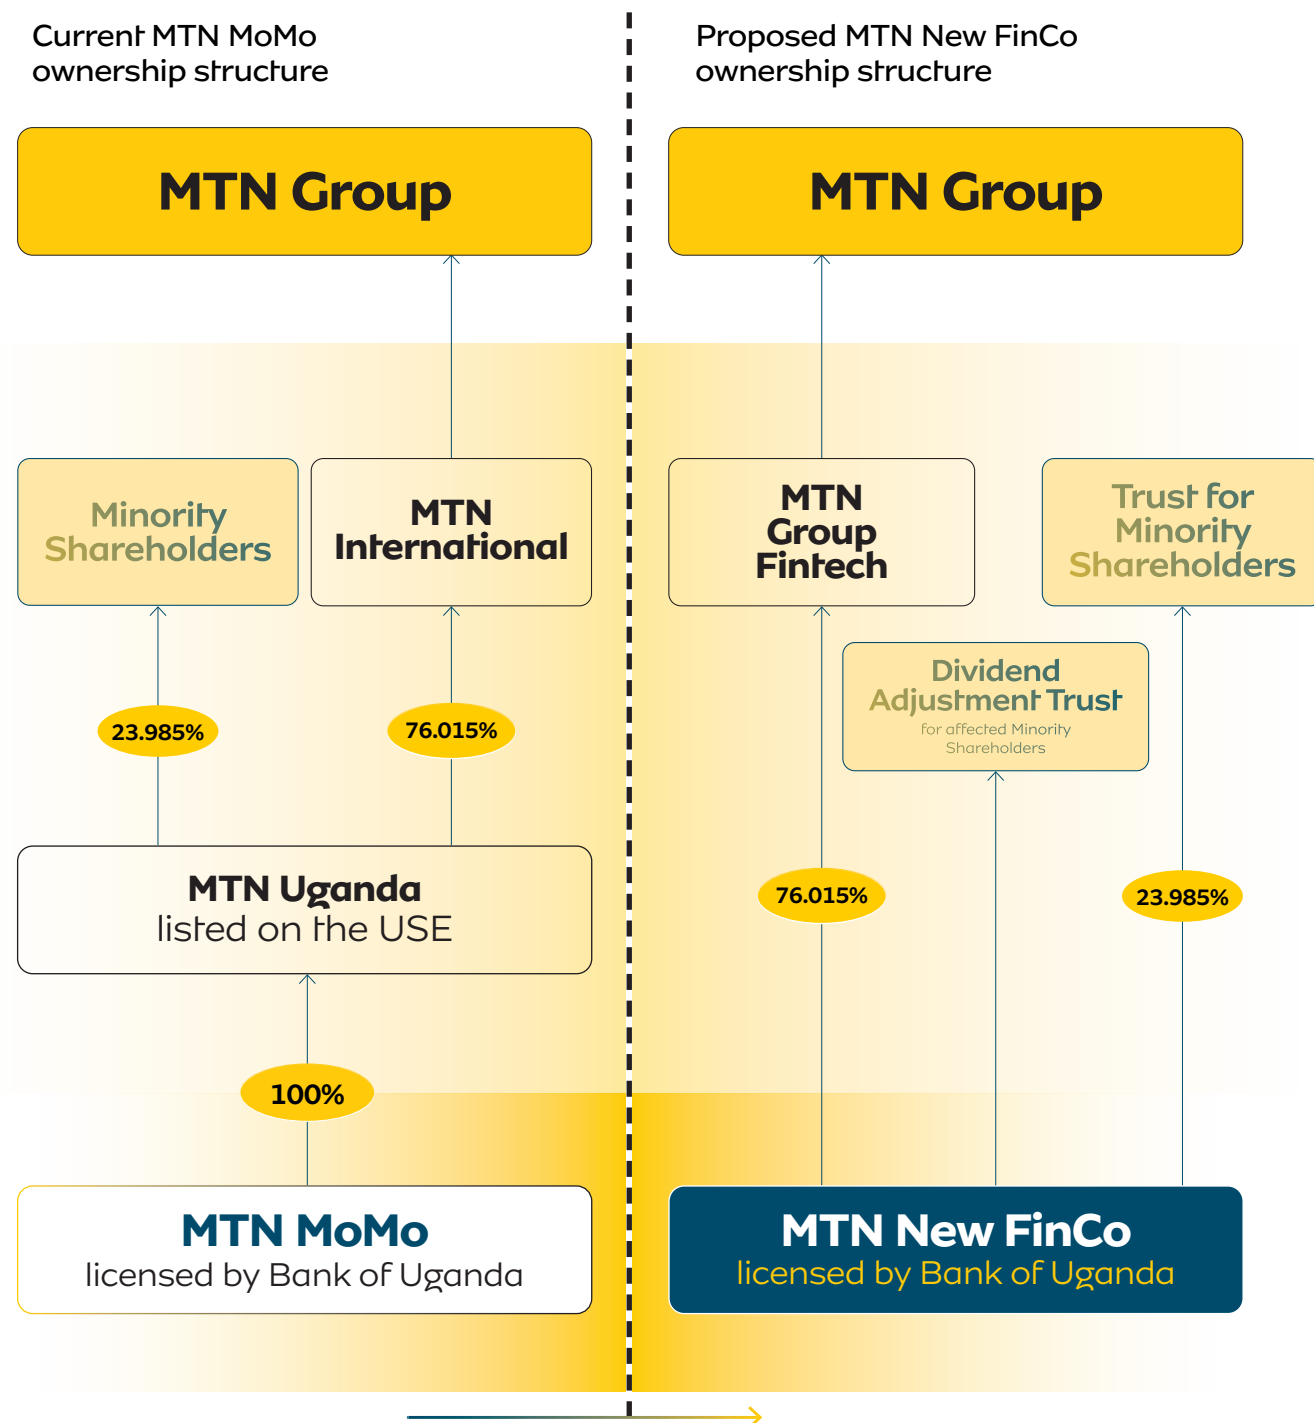 Current MTN MoMo
ownership structure
MTN Group
Minority
Shareholders
MTN
International
23.985%
76.015%
MTN Uganda
listed on the USE
100%
MTN MoMo
licensed by Bank of Uganda
Proposed MTN New FinCo
ownership structure
MTN Group
MTN
Group
Fintech
Trust for
Minority
Shareholders
Dividend
Adjustment Trust
for affected Minority
Shareholders
76.015%
23.985%
MTN New FinCo
licensed by Bank of Uganda